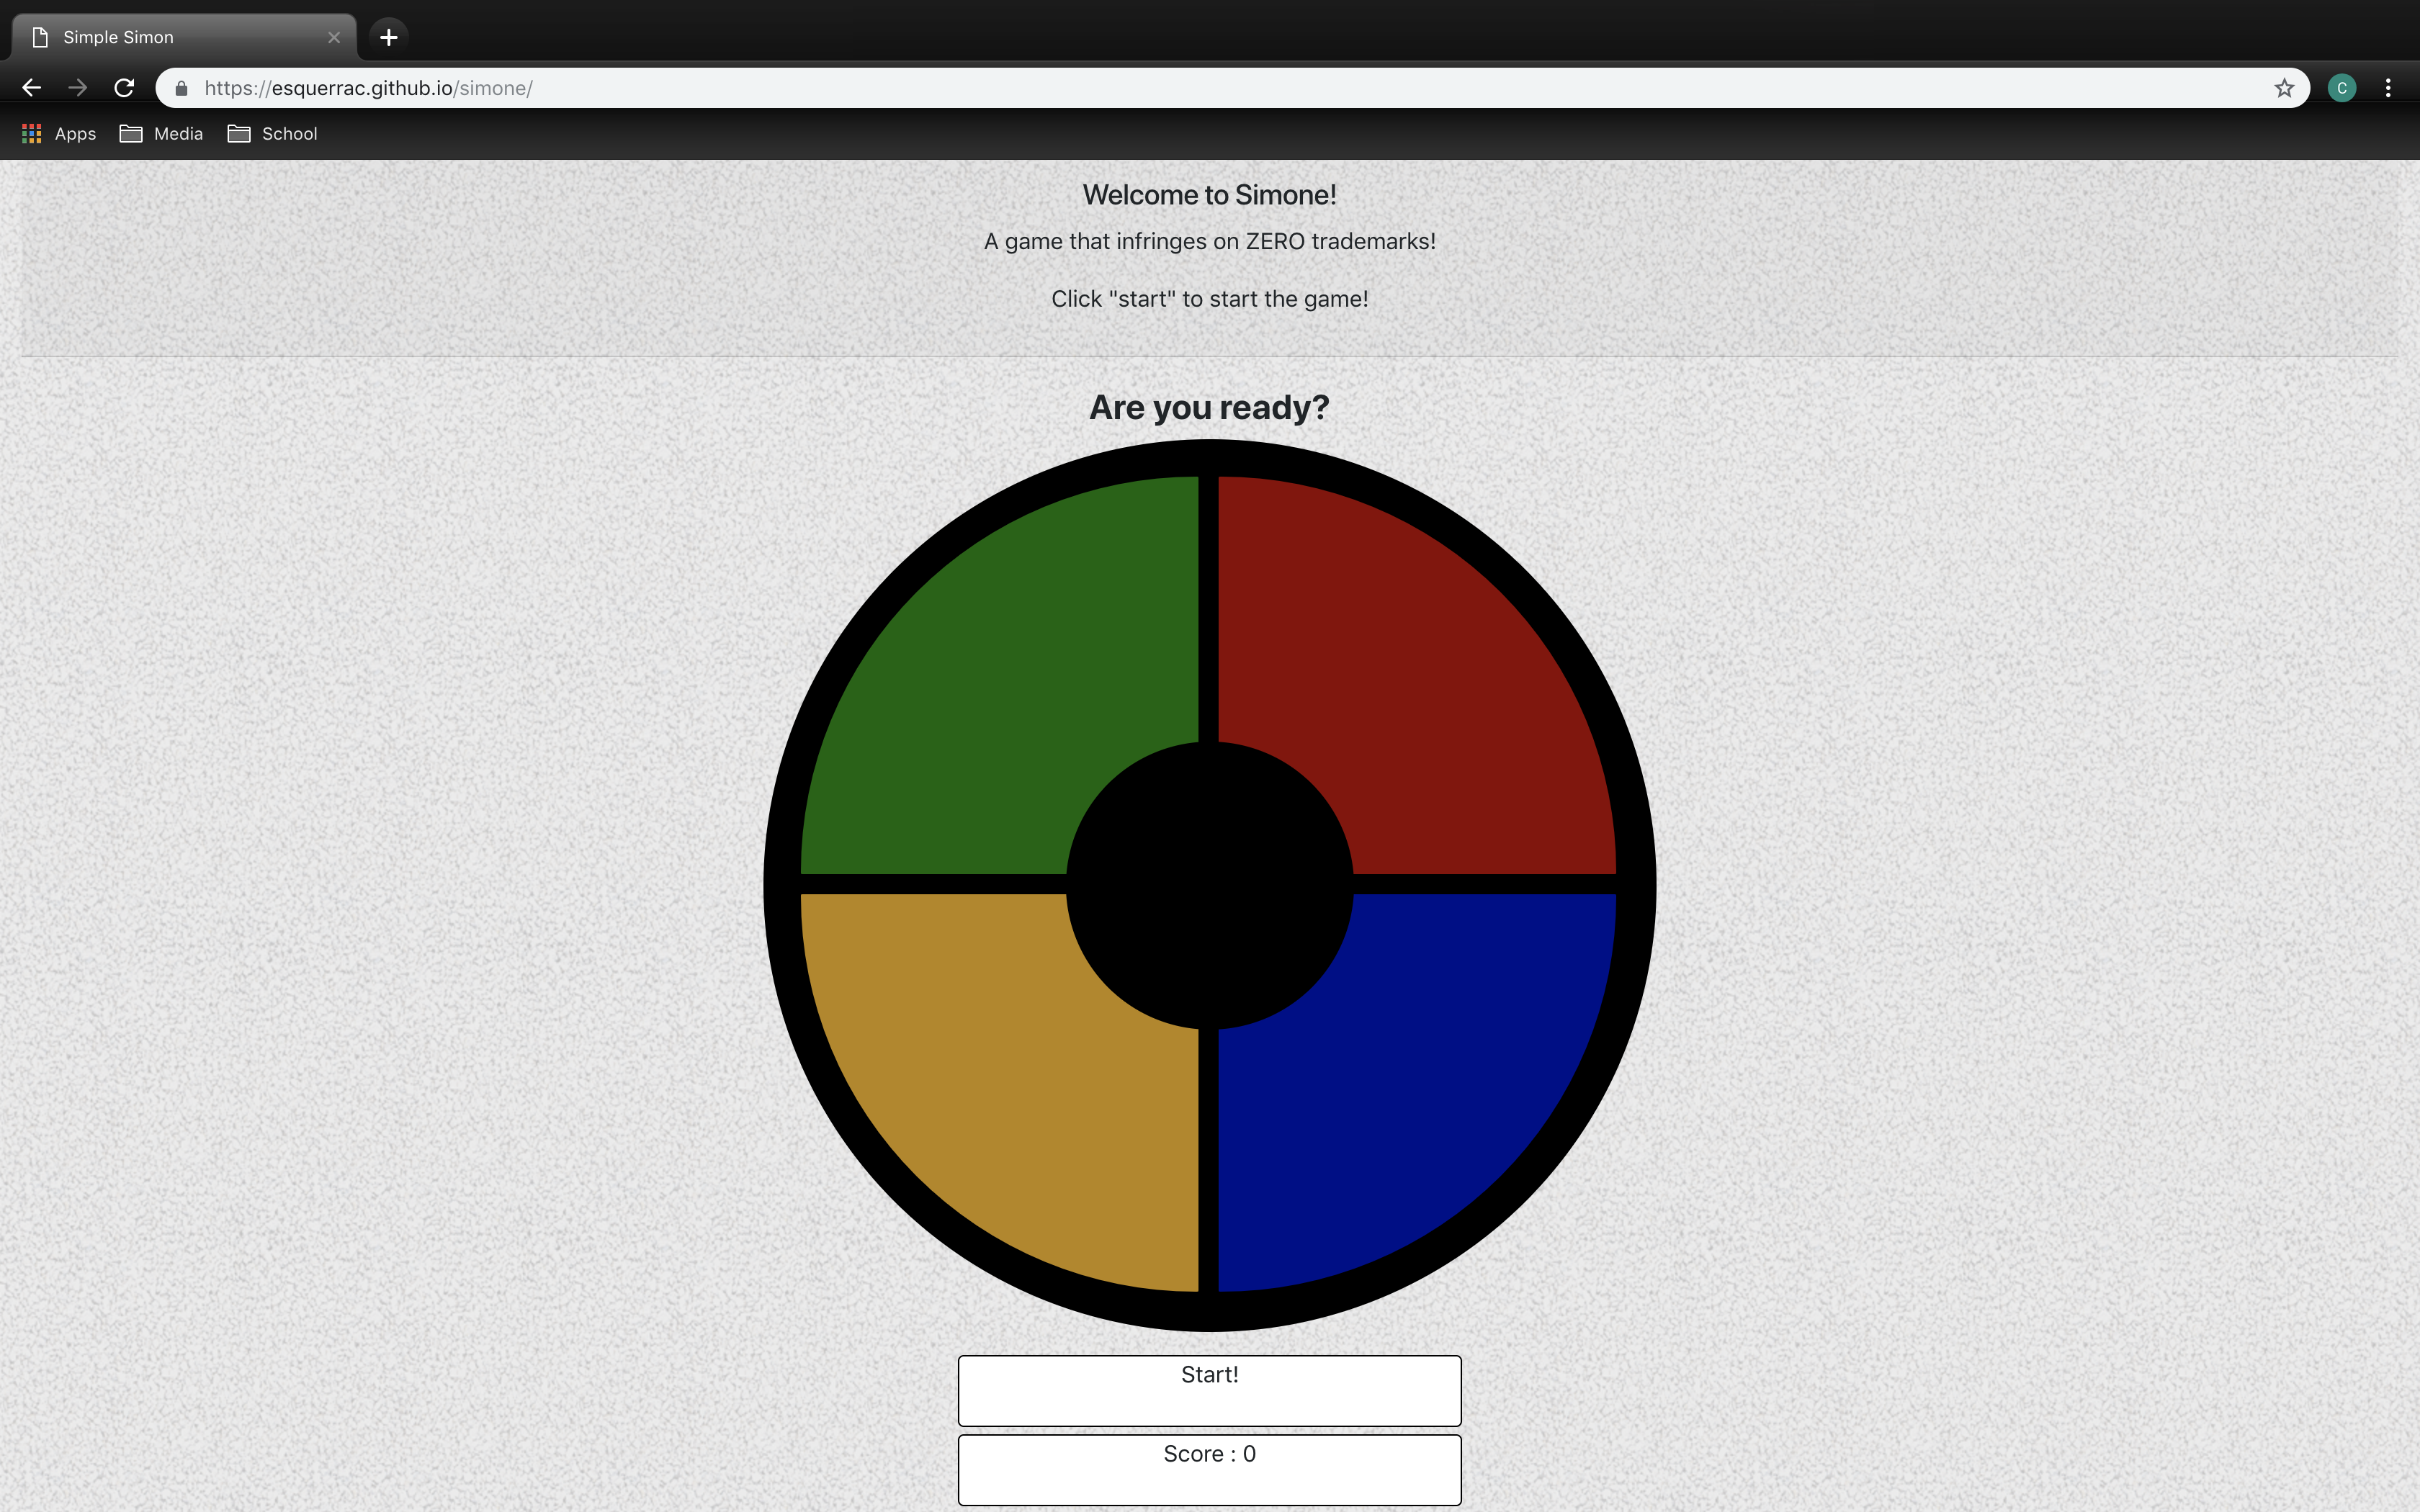 Simple Simon
https://esquerrac.github.io/simone/
C
Apps Media School
Welcome to Simone!
A game that infringes on ZERO trademarks!
Click "start" to start the game!
Are you ready?
Start!
Score : 0